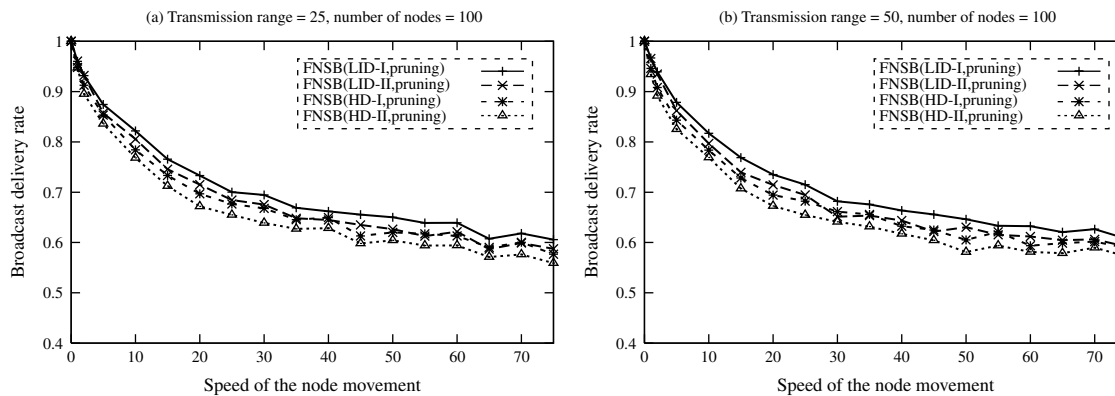 (a) Transmission range = 25, number of nodes = 100
1
0.9
0.8
0.7
0.6
0.5
0.4
Broadcast delivery rate
FNSB(LID-I,pruning)
FNSB(LID-II,pruning)
FNSB(HD-I,pruning)
FNSB(HD-II,pruning)
0 10 20 30 40 50 60 70
Speed of the node movement
(b) Transmission range = 50, number of nodes = 100
1
0.9
0.8
0.7
0.6
0.5
0.4
Broadcast delivery rate
FNSB(LID-I,pruning)
FNSB(LID-II,pruning)
FNSB(HD-I,pruning)
FNSB(HD-II,pruning)
0 10 20 30 40 50 60 70
Speed of the node movement